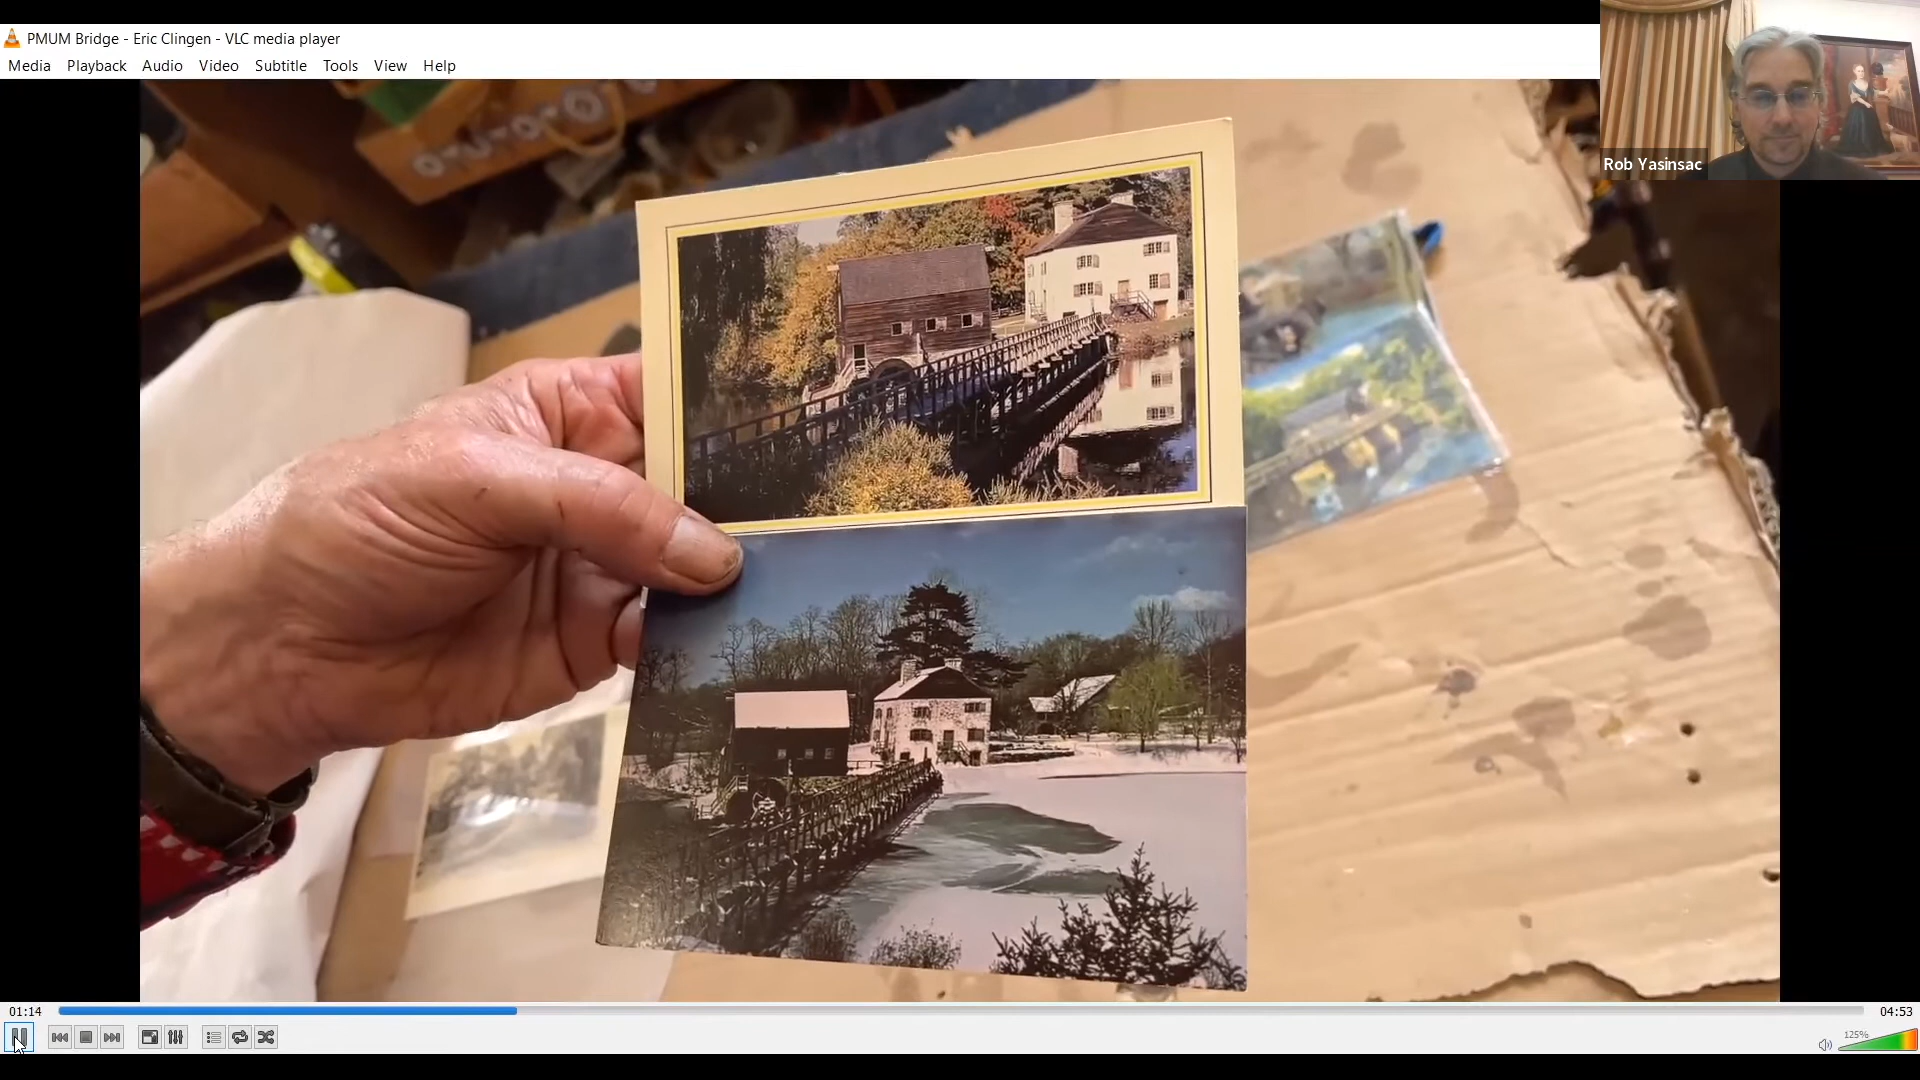 PMUM Bridge - Eric Clingen - VLC media player
Media Playback Audio Video Subtitle Tools View Help
Rob Yasinsac
01:14
04:53
125%